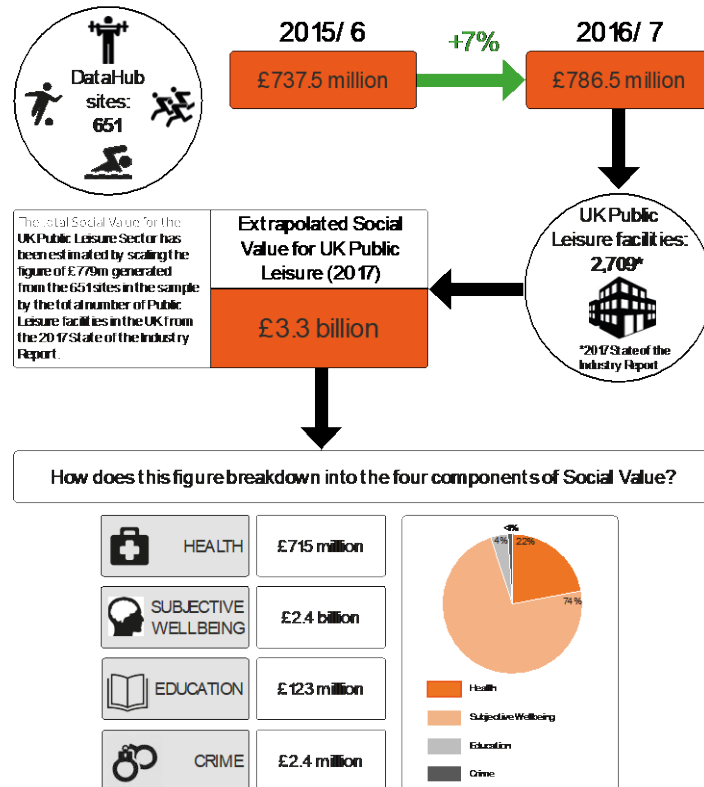 2015/ 6
+7%
2016/ 7
DataHub
sites:
651
£737.5 million
£786.5 million
The total Social Value for the
UK Public Leisure Sector has
been estimated by scaling the
figure of £779m generated
from the 651 sites in the sample
by the total number of Public
Leisure facilities in the UK from
the 2017 State of the Industry
Report.
Extrapolated Social
Value for UK Public
Leisure (2017)
£3.3 billion
UK Public
Leisure facilities:
2,709*
*2017 State of the
Industry Report
How does this figure breakdown into the four components of Social Value?
HEALTH
£715 million
SUBJECTIVE
WELLBEING
£2.4 billion
EDUCATION
£123 million
CRIME
£2.4 million
<1%
4%
22%
74%
Health
Subjective Wellbeing
Education
Crime